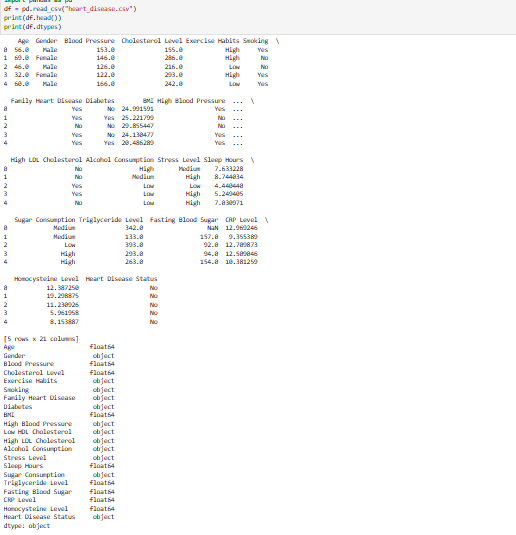 import pandas as pd
df = pd.read_csv("heart_disease.csv")
print(df.head())
print(df.dtypes)
Age Gender Blood Pressure Cholesterol Level Exercise Habits Smoking \
0 56.0 Male 153.0 155.0 High Yes
1 69.0 Female 146.0 286.0 High No
2 46.0 Male 126.0 216.0 Low No
3 32.0 Female 122.0 293.0 High Yes
4 60.0 Male 166.0 242.0 Low Yes
Family Heart Disease Diabetes BMI High Blood Pressure ... \
0 Yes No 24.991591 Yes ...
1 Yes Yes 25.221799 No ...
2 No No 29.855447 No ...
3 Yes No 24.130477 Yes ...
4 Yes Yes 20.486289 Yes ...
High LDL Cholesterol Alcohol Consumption Stress Level Sleep Hours \
0 No High Medium 7.633228
1 No Medium High 8.744034
2 Yes Low Low 4.440440
3 Yes Low High 5.249405
4 No Low High 7.030971
Sugar Consumption Triglyceride Level Fasting Blood Sugar CRP Level \
0 Medium 342.0 NaN 12.969246
1 Medium 133.0 157.0 9.355389
2 Low 393.0 92.0 12.709873
3 High 293.0 94.0 12.509046
4 High 263.0 154.0 10.381259
Homocysteine Level Heart Disease Status
0 12.387250 No
1 19.298875 No
2 11.230926 No
3 5.961958 No
4 8.153887 No
[5 rows x 21 columns]
Age float64
Gender object
Blood Pressure float64
Cholesterol Level float64
Exercise Habits object
Smoking object
Family Heart Disease object
Diabetes object
BMI float64
High Blood Pressure object
Low HDL Cholesterol object
High LDL Cholesterol object
Alcohol Consumption object
Stress Level object
Sleep Hours float64
Sugar Consumption object
Triglyceride Level float64
Fasting Blood Sugar float64
CRP Level float64
Homocysteine Level float64
Heart Disease Status object
dtype: object